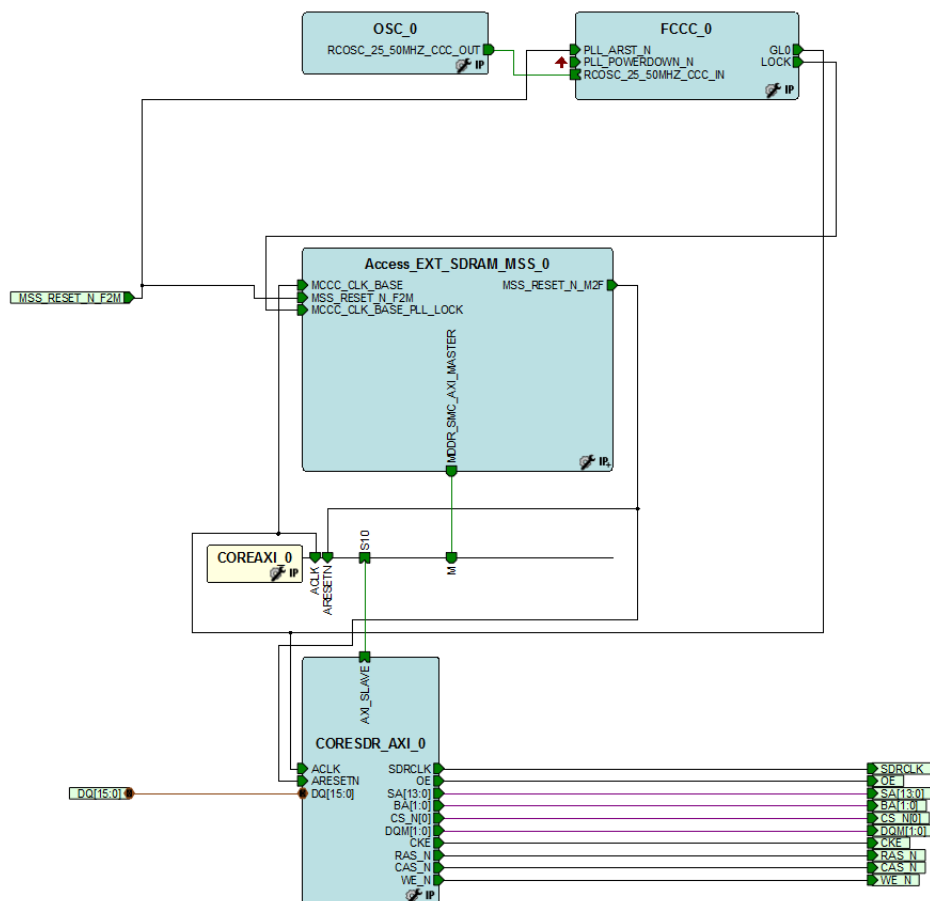 OSC_0
RCOSC_25_50MHZ_CCC_OUT
IP
FCCC_0
PLL_ARST_N
PLL_POWERDOWN_N
RCOSC_25_50MHZ_CCC_IN
GL0
LOCK
IP
MSS_RESET_N_F2M
Access_EXT_SDRAM_MSS_0
MCCC_CLK_BASE
MSS_RESET_N_F2M
MCCC_CLK_BASE_PLL_LOCK
MSS_RESET_N_M2F
MDDR_SMC_AXI_MASTER
IP+
COREAXI_0
IP
ACLK
ARESETN
S10
M
AXI_SLAVE
CORESDR_AXI_0
ACLK
ARESETN
DQ[15:0]
SDRCLK
OE
SA[13:0]
BA[1:0]
CS_N[0]
DQM[1:0]
CKE
RAS_N
CAS_N
WE_N
IP
DQ[15:0]
SDRCLK
OE
SA[13:0]
BA[1:0]
CS_N[0]
DQM[1:0]
CKE
RAS_N
CAS_N
WE_N